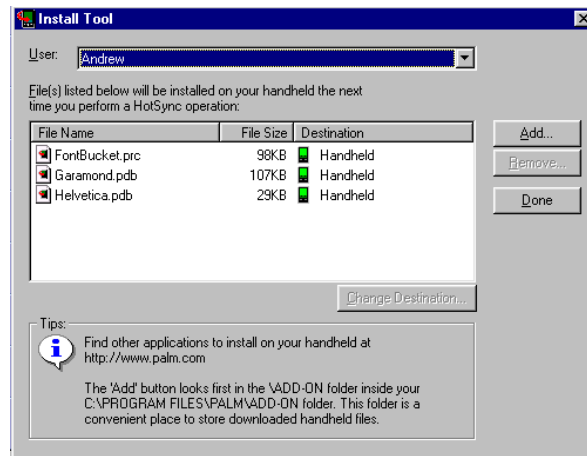 Install Tool
User: Andrew
File(s) listed below will be installed on your handheld the next
time you perform a HotSync operation:
File Name File Size Destination
FontBucket.prc 98KB Handheld
Garamond.pdb 107KB Handheld
Helvetica.pdb 29KB Handheld
Add...
Remove...
Done
Change Destination...
Tips:
Find other applications to install on your handheld at
http://www.palm.com
The 'Add' button looks first in the \ADD-ON folder inside your
C:\PROGRAM FILES\PALM\ADD-ON folder. This folder is a
convenient place to store downloaded handheld files.